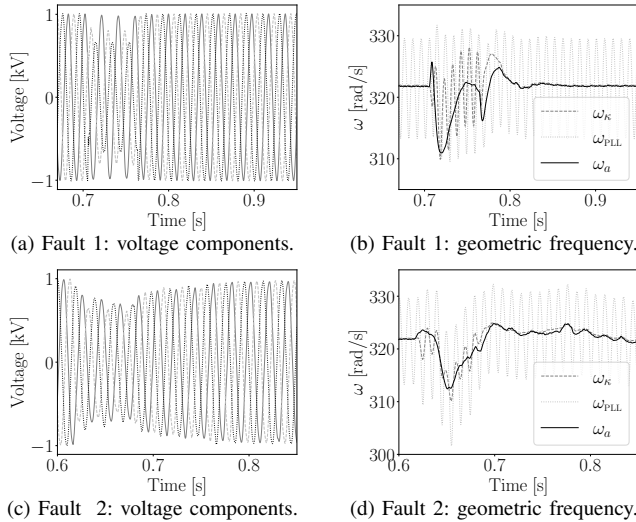 Voltage [kV]
1
0
−1
0.7
0.8
0.9
Time [s]
(a) Fault 1: voltage components.
ω [rad/s]
330
320
310
0.7
0.8
0.9
Time [s]
ωκ
ωPLL
ωa
(b) Fault 1: geometric frequency.
Voltage [kV]
1
0
−1
0.6
0.7
0.8
Time [s]
(c) Fault 2: voltage components.
ω [rad/s]
330
320
310
300
0.6
0.7
0.8
Time [s]
ωκ
ωPLL
ωa
(d) Fault 2: geometric frequency.